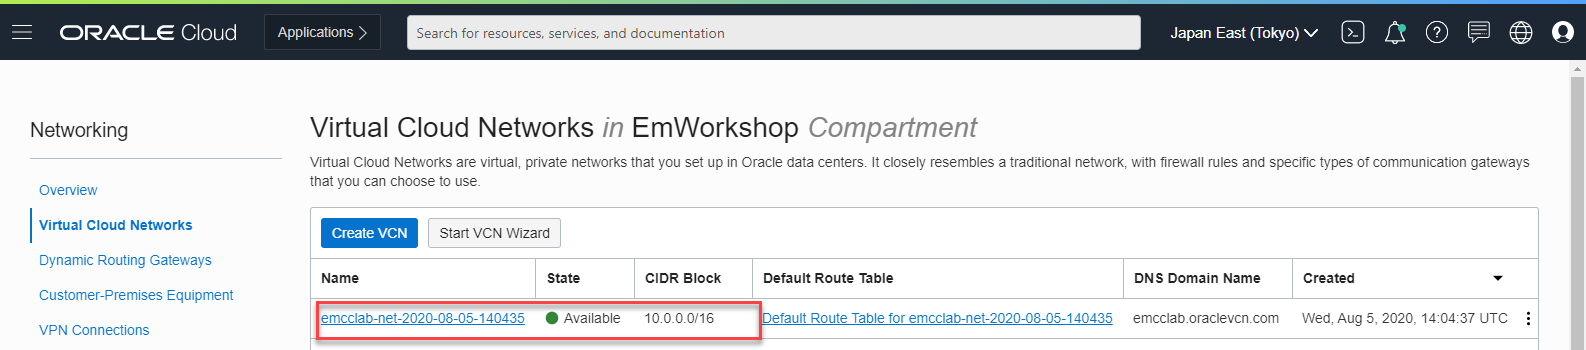 ORACLE Cloud
Applications
Search for resources, services, and documentation
Japan East (Tokyo)
Networking
Overview
Virtual Cloud Networks
Dynamic Routing Gateways
Customer-Premises Equipment
VPN Connections
Virtual Cloud Networks in EmWorkshop Compartment
Virtual Cloud Networks are virtual, private networks that you set up in Oracle data centers. It closely resembles a traditional network, with firewall rules and specific types of communication gateways
that you can choose to use.
Create VCN Start VCN Wizard
Name State CIDR Block Default Route Table DNS Domain Name Created
emcclab-net-2020-08-05-140435 Available 10.0.0.0/16 Default Route Table for emcclab-net-2020-08-05-140435 emcclab.oraclevcn.com Wed, Aug 5, 2020, 14:04:37 UTC